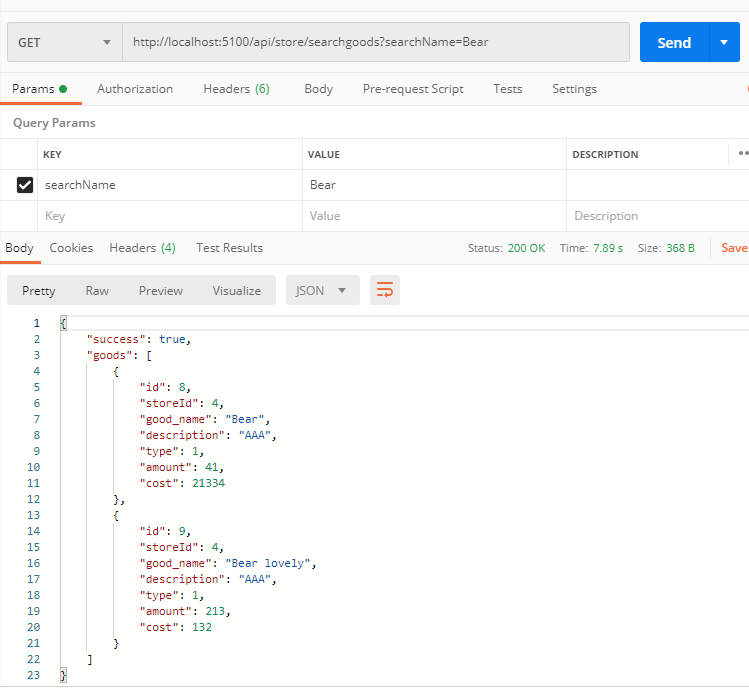 GET http://localhost:5100/api/store/searchgoods?searchName=Bear Send
Params Authorization Headers (6) Body Pre-request Script Tests Settings
Query Params
KEY VALUE DESCRIPTION
searchName Bear
Key Value Description
Body Cookies Headers (4) Test Results Status: 200 OK Time: 7.89 s Size: 368 B Save
Pretty Raw Preview Visualize JSON
1 {
2 "success": true,
3 "goods": [
4 {
5 "id": 8,
6 "storeId": 4,
7 "good_name": "Bear",
8 "description": "AAA",
9 "type": 1,
10 "amount": 41,
11 "cost": 21334
12 },
13 {
14 "id": 9,
15 "storeId": 4,
16 "good_name": "Bear lovely",
17 "description": "AAA",
18 "type": 1,
19 "amount": 213,
20 "cost": 132
21 }
22 ]
23 }